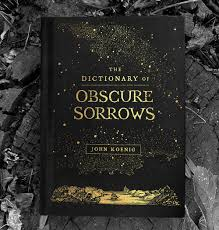 THE
DICTIONARY OF
OBSCURE
SORROWS
JOHN KOENIG